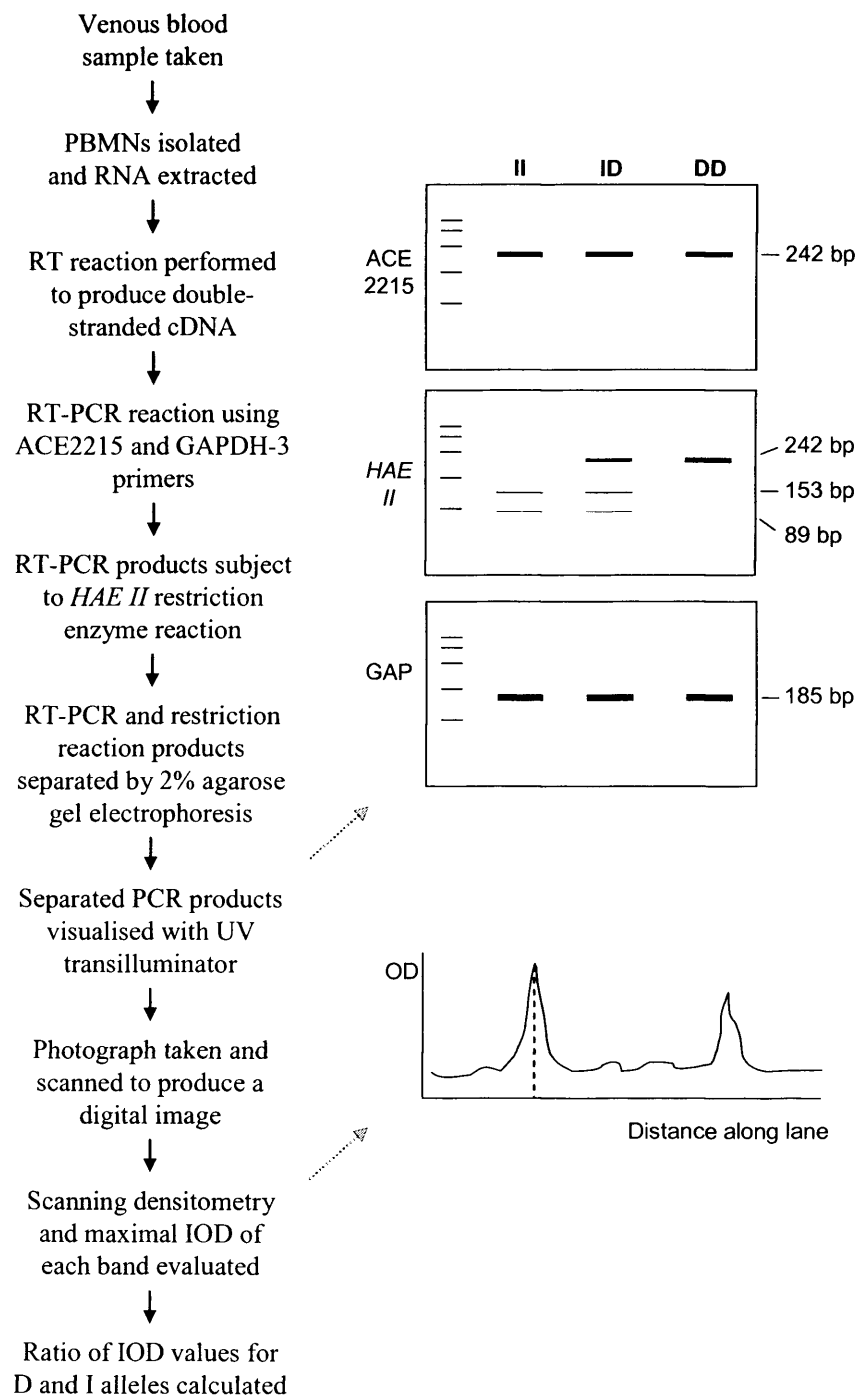 Venous blood
sample taken
PBMNs isolated
and RNA extracted
RT reaction performed
to produce double-
stranded cDNA
RT-PCR reaction using
ACE2215 and GAPDH-3
primers
RT-PCR products subject
to HAE II restriction
enzyme reaction
RT-PCR and restriction
reaction products
separated by 2% agarose
gel electrophoresis
Separated PCR products
visualised with UV
transilluminator
Photograph taken and
scanned to produce a
digital image
Scanning densitometry
and maximal IOD of
each band evaluated
Ratio of IOD values for
D and I alleles calculated
II ID DD
ACE
2215
242 bp
HAE
II
242 bp
153 bp
89 bp
GAP
185 bp
OD
Distance along lane